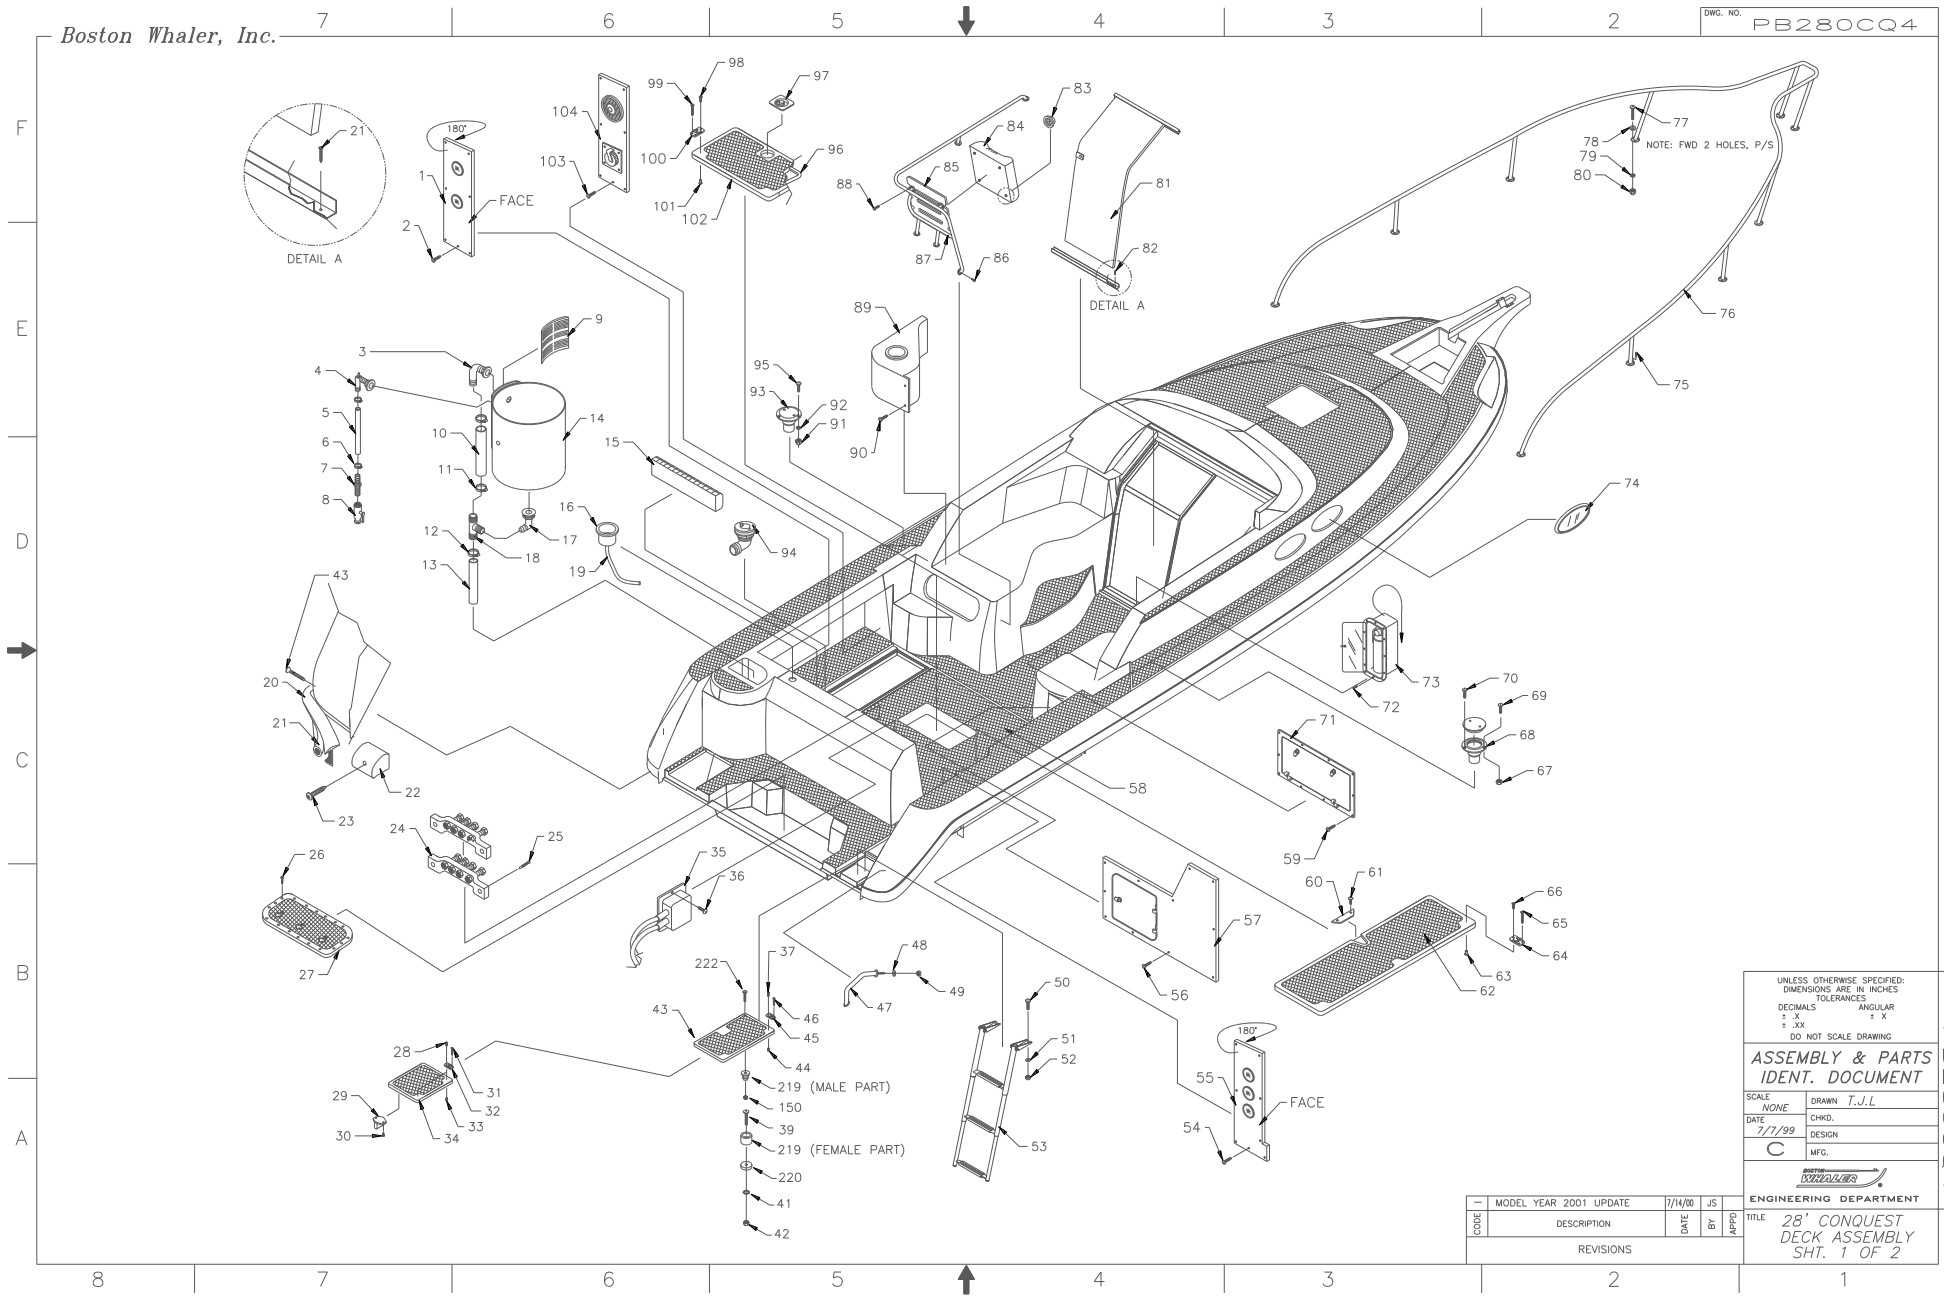 7 6 5 4 3 2
DWG. NO.
PB280CQ4
Boston Whaler, Inc.
F
E
D
C
B
A
21
DETAIL A
180°
1
FACE
2
104
103
99
98
97
100
101
102
96
88
85
84
83
87
86
81
82
DETAIL A
77
78
NOTE: FWD 2 HOLES, P/S
79
80
76
75
3
4
5
6
7
8
9
10
11
12
13
14
15
16
17
18
19
94
95
93
92
91
89
90
74
43
20
21
22
23
24
25
26
27
28
29
30
31
32
33
34
35
36
222
37
43
46
45
44
219 (MALE PART)
150
39
219 (FEMALE PART)
220
41
42
48
47
49
50
51
52
53
180°
55
FACE
54
56
57
58
59
60
61
62
63
64
65
66
67
68
69
70
71
72
73
UNLESS OTHERWISE SPECIFIED:
DIMENSIONS ARE IN INCHES
TOLERANCES
DECIMALS ANGULAR
± .X ± X
± .XX
DO NOT SCALE DRAWING
ASSEMBLY & PARTS
IDENT. DOCUMENT
SCALE
NONE
DRAWN T.J.L
DATE
7/7/99
CHKD.
DESIGN
C
MFG.
BOSTON
WHALER
ENGINEERING DEPARTMENT
TITLE
28' CONQUEST
DECK ASSEMBLY
SHT. 1 OF 2
MODEL YEAR 2001 UPDATE 7/14/00 JS
CODE DESCRIPTION DATE BY APPD
REVISIONS
8 7 6 5 4 3 2 1